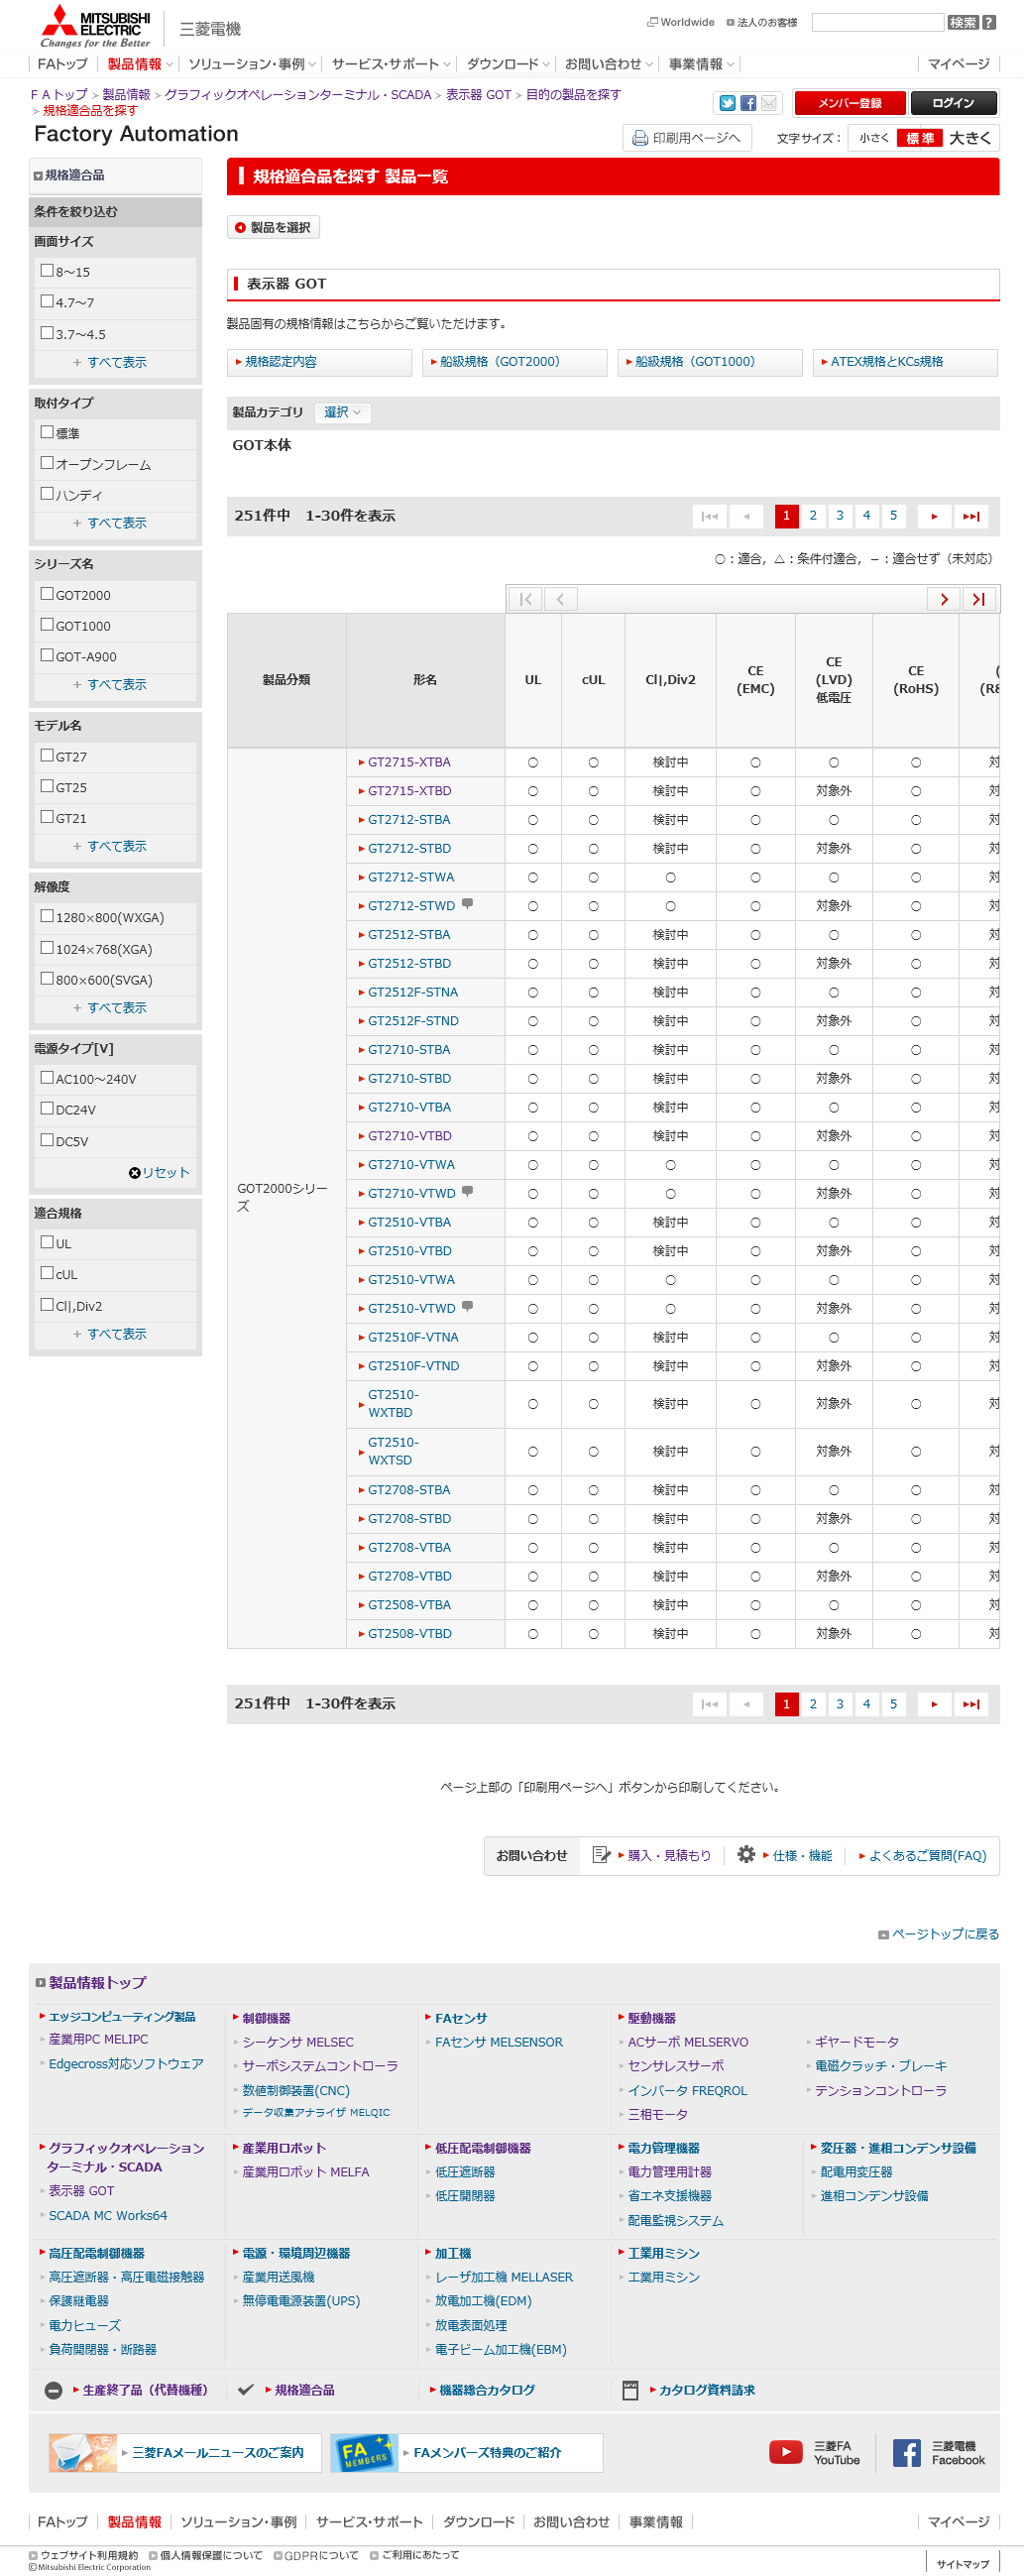 MITSUBISHI ELECTRIC
Changes for the Better
三菱電機
Worldwide 法人のお客様 検索 ?
FAトップ 製品情報 ソリューション・事例 サービス・サポート ダウンロード お問い合わせ 事業情報 マイページ
ＦＡトップ > 製品情報 > グラフィックオペレーションターミナル・SCADA > 表示器 GOT > 目的の製品を探す
> 規格適合品を探す
メンバー登録 ログイン
Factory Automation
印刷用ページへ 文字サイズ： 小さく 標準 大きく
規格適合品
条件を絞り込む
画面サイズ
8～15
4.7～7
3.7～4.5
+ すべて表示
取付タイプ
標準
オープンフレーム
ハンディ
+ すべて表示
シリーズ名
GOT2000
GOT1000
GOT-A900
+ すべて表示
モデル名
GT27
GT25
GT21
+ すべて表示
解像度
1280×800(WXGA)
1024×768(XGA)
800×600(SVGA)
+ すべて表示
電源タイプ[V]
AC100～240V
DC24V
DC5V
リセット
適合規格
UL
cUL
Cl|,Div2
+ すべて表示
規格適合品を探す 製品一覧
製品を選択
表示器 GOT
製品固有の規格情報はこちらからご覧いただけます。
規格認定内容 船級規格（GOT2000） 船級規格（GOT1000） ATEX規格とKCs規格
製品カテゴリ 選択
GOT本体
251件中 1-30件を表示 1 2 3 4 5
○：適合，△：条件付適合，－：適合せず（未対応）
製品分類 形名 UL cUL Cl|,Div2 CE (EMC) CE (LVD) 低電圧 CE (RoHS) (R&
GOT2000シリーズ
GT2715-XTBA ○ ○ 検討中 ○ ○ ○ 対
GT2715-XTBD ○ ○ 検討中 ○ 対象外 ○ 対
GT2712-STBA ○ ○ 検討中 ○ ○ ○ 対
GT2712-STBD ○ ○ 検討中 ○ 対象外 ○ 対
GT2712-STWA ○ ○ ○ ○ ○ ○ 対
GT2712-STWD ○ ○ ○ ○ 対象外 ○ 対
GT2512-STBA ○ ○ 検討中 ○ ○ ○ 対
GT2512-STBD ○ ○ 検討中 ○ 対象外 ○ 対
GT2512F-STNA ○ ○ 検討中 ○ ○ ○ 対
GT2512F-STND ○ ○ 検討中 ○ 対象外 ○ 対
GT2710-STBA ○ ○ 検討中 ○ ○ ○ 対
GT2710-STBD ○ ○ 検討中 ○ 対象外 ○ 対
GT2710-VTBA ○ ○ 検討中 ○ ○ ○ 対
GT2710-VTBD ○ ○ 検討中 ○ 対象外 ○ 対
GT2710-VTWA ○ ○ ○ ○ ○ ○ 対
GT2710-VTWD ○ ○ ○ ○ 対象外 ○ 対
GT2510-VTBA ○ ○ 検討中 ○ ○ ○ 対
GT2510-VTBD ○ ○ 検討中 ○ 対象外 ○ 対
GT2510-VTWA ○ ○ ○ ○ ○ ○ 対
GT2510-VTWD ○ ○ ○ ○ 対象外 ○ 対
GT2510F-VTNA ○ ○ 検討中 ○ ○ ○ 対
GT2510F-VTND ○ ○ 検討中 ○ 対象外 ○ 対
GT2510-WXTBD ○ ○ 検討中 ○ 対象外 ○ 対
GT2510-WXTSD ○ ○ 検討中 ○ 対象外 ○ 対
GT2708-STBA ○ ○ 検討中 ○ ○ ○ 対
GT2708-STBD ○ ○ 検討中 ○ 対象外 ○ 対
GT2708-VTBA ○ ○ 検討中 ○ ○ ○ 対
GT2708-VTBD ○ ○ 検討中 ○ 対象外 ○ 対
GT2508-VTBA ○ ○ 検討中 ○ ○ ○ 対
GT2508-VTBD ○ ○ 検討中 ○ 対象外 ○ 対
251件中 1-30件を表示 1 2 3 4 5
ページ上部の「印刷用ページへ」ボタンから印刷してください。
お問い合わせ 購入・見積もり 仕様・機能 よくあるご質問(FAQ)
ページトップに戻る
製品情報トップ
エッジコンピューティング製品
産業用PC MELIPC
Edgecross対応ソフトウェア
制御機器
シーケンサ MELSEC
サーボシステムコントローラ
数値制御装置(CNC)
データ収集アナライザ MELQIC
FAセンサ
FAセンサ MELSENSOR
駆動機器
ACサーボ MELSERVO
センサレスサーボ
インバータ FREQROL
三相モータ
ギヤードモータ
電磁クラッチ・ブレーキ
テンションコントローラ
グラフィックオペレーション
ターミナル・SCADA
表示器 GOT
SCADA MC Works64
産業用ロボット
産業用ロボット MELFA
低圧配電制御機器
低圧遮断器
低圧開閉器
電力管理機器
電力管理用計器
省エネ支援機器
配電監視システム
変圧器・進相コンデンサ設備
配電用変圧器
進相コンデンサ設備
高圧配電制御機器
高圧遮断器・高圧電磁接触器
保護継電器
電力ヒューズ
負荷開閉器・断路器
電源・環境周辺機器
産業用送風機
無停電電源装置(UPS)
加工機
レーザ加工機 MELLASER
放電加工機(EDM)
放電表面処理
電子ビーム加工機(EBM)
工業用ミシン
工業用ミシン
生産終了品（代替機種） 規格適合品 機器総合カタログ カタログ資料請求
三菱FAメールニュースのご案内
FA MEMBERS FAメンバーズ特典のご紹介
三菱FA YouTube
三菱電機 Facebook
FAトップ 製品情報 ソリューション・事例 サービス・サポート ダウンロード お問い合わせ 事業情報 マイページ
ウェブサイト利用規約 個人情報保護について GDPRについて ご利用にあたって
©Mitsubishi Electric Corporation
サイトマップ